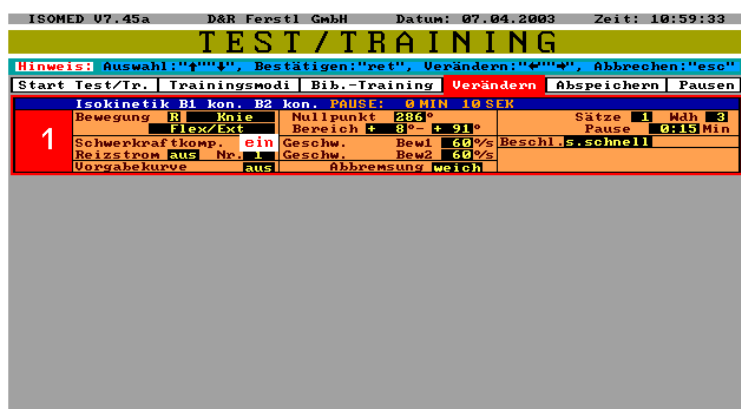 ISOMED V7.45a D&R Ferstl GmbH Datum: 07.04.2003 Zeit: 10:59:33
TEST/TRAINING
Hinweis: Auswahl:"↑""↓", Bestätigen:"ret", Verändern:"←""→", Abbrechen:"esc"
Start Test/Tr. Trainingsmodi Bib.-Training Verändern Abspeichern Pausen
Isokinetik B1 kon. B2 kon. PAUSE: 0 MIN 10 SEK
1
Bewegung R Knie Nullpunkt 286° Sätze 1 Wdh 3
Flex/Ext Bereich + 8°- + 91° Pause 0:15 Min
Schwerkraftkomp. ein Geschw. Bew1 60°/s Beschl. s.schnell
Reizstrom aus Nr. 1 Geschw. Bew2 60°/s
Vorgabekurve aus Abbremsung weich